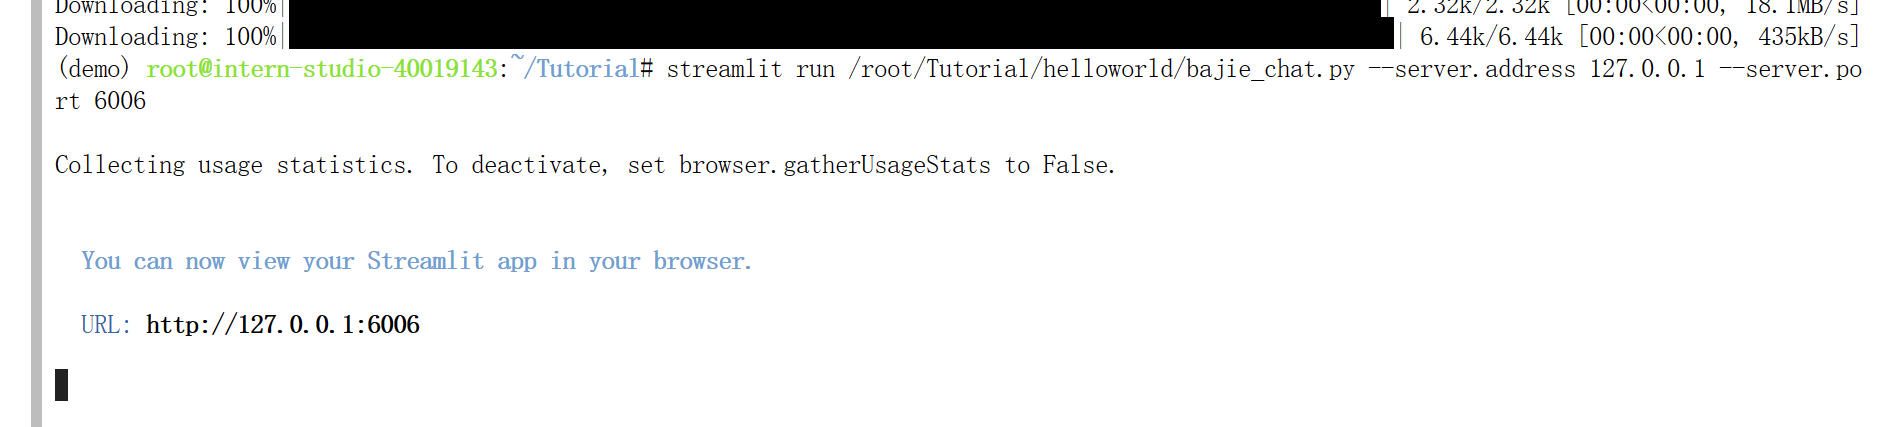 Downloading: 100%| | 2.32k/2.32k [00:00<00:00, 18.1MB/s]
Downloading: 100%| | 6.44k/6.44k [00:00<00:00, 435kB/s]
(demo) root@intern-studio-40019143:~/Tutorial# streamlit run /root/Tutorial/helloworld/bajie_chat.py --server.address 127.0.0.1 --server.po
rt 6006
Collecting usage statistics. To deactivate, set browser.gatherUsageStats to False.
You can now view your Streamlit app in your browser.
URL: http://127.0.0.1:6006